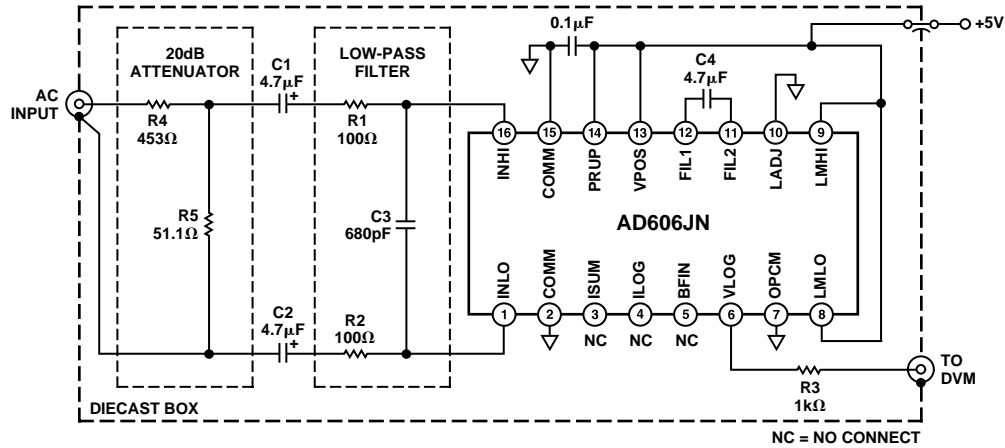 0.1µF
+5V
20dB
ATTENUATOR
LOW-PASS
FILTER
C1
4.7µF
+
C4
4.7µF
AC
INPUT
R4
453Ω
R1
100Ω
16 15 14 13 12 11 10 9
INHI COMM PRUP VPOS FIL1 FIL2 LADJ LMHI
R5
51.1Ω
C3
680pF
AD606JN
INLO COMM ISUM ILOG BFIN VLOG OPCM LMLO
1 2 3 4 5 6 7 8
C2
4.7µF
+
R2
100Ω
NC NC NC
R3
1kΩ
TO
DVM
DIECAST BOX
NC = NO CONNECT